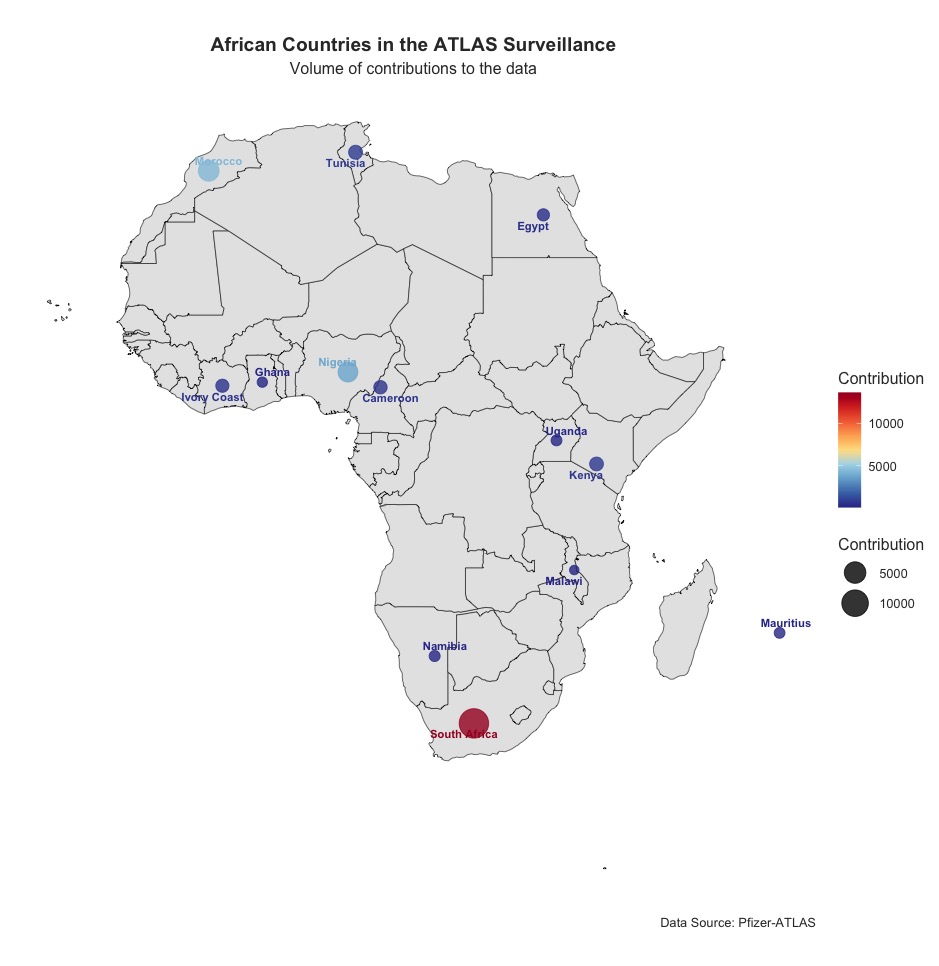 African Countries in the ATLAS Surveillance
Volume of contributions to the data
Morocco
Tunisia
Egypt
Nigeria
Ghana
Ivory Coast
Cameroon
Uganda
Kenya
Malawi
Mauritius
Namibia
South Africa
Contribution
10000
5000
Contribution
5000
10000
Data Source: Pfizer-ATLAS